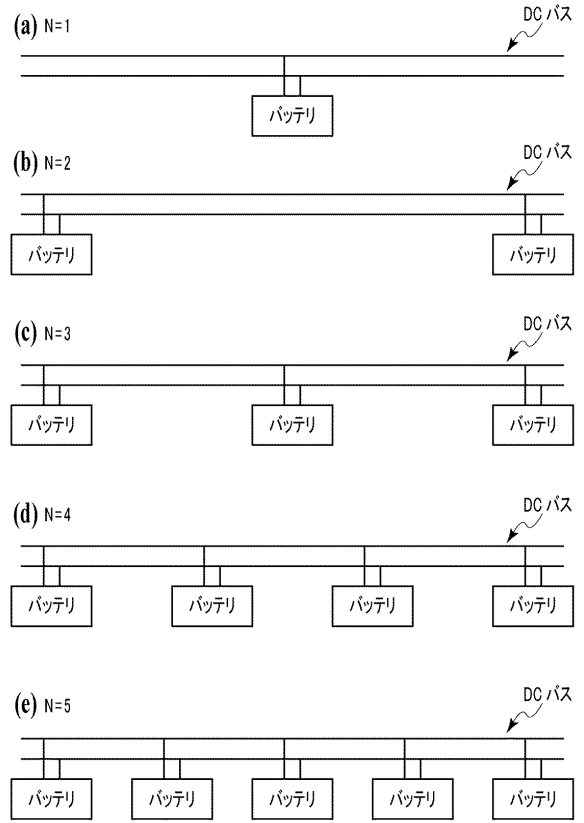 (a) N=1
DC バス
バッテリ
(b) N=2
DC バス
バッテリ バッテリ
(c) N=3
DC バス
バッテリ バッテリ バッテリ
(d) N=4
DC バス
バッテリ バッテリ バッテリ バッテリ
(e) N=5
DC バス
バッテリ バッテリ バッテリ バッテリ バッテリ